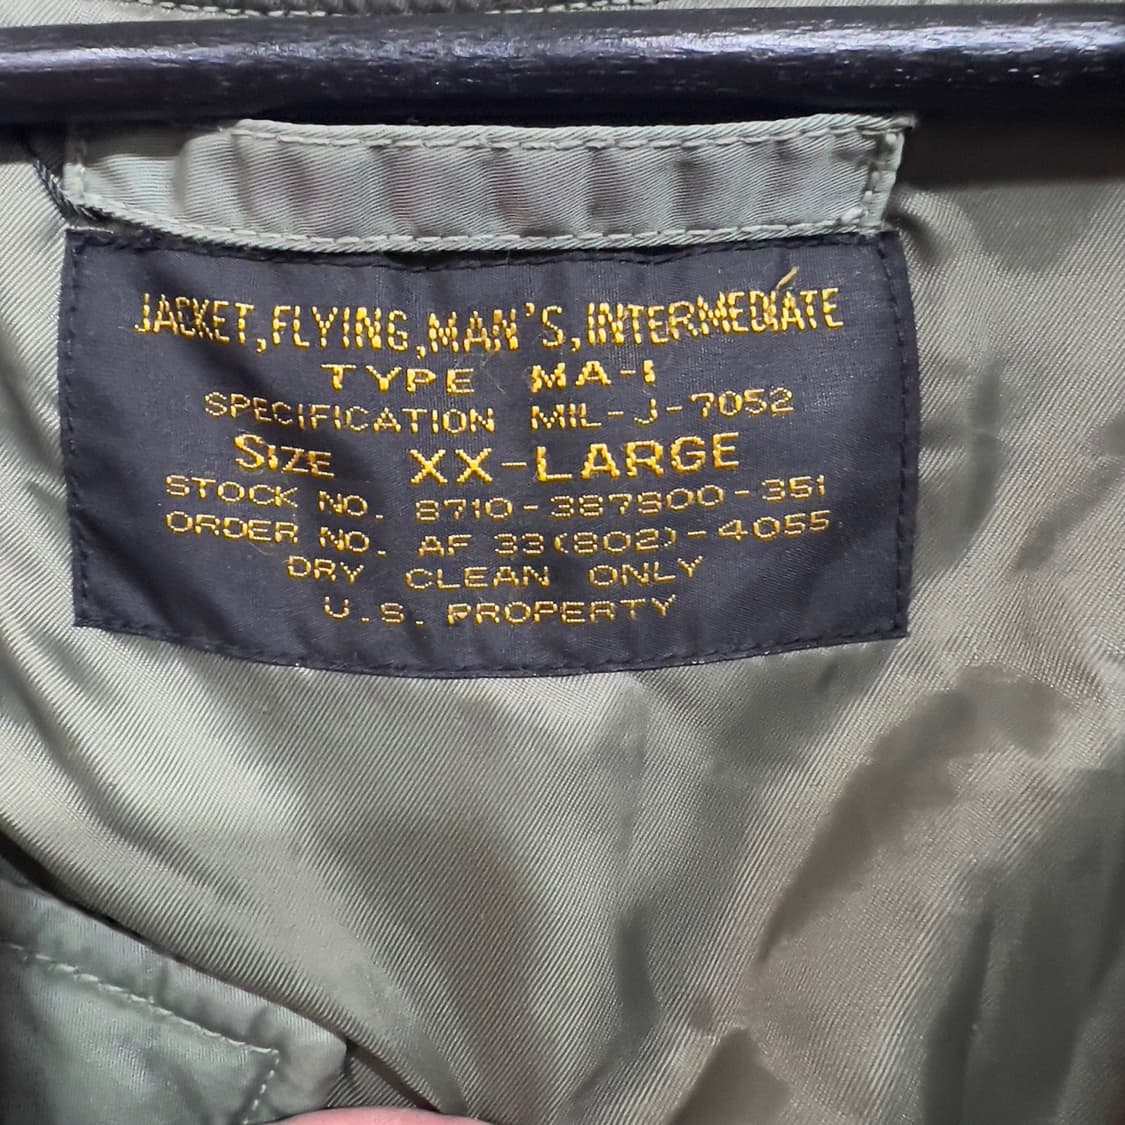 JACKET,FLYING,MAN'S,INTERMEDIATE
TYPE MA-1
SPECIFICATION MIL-J-7052
SIZE XX-LARGE
STOCK NO. 8710-387900-351
ORDER NO. AF 33(802)-4055
DRY CLEAN ONLY
U.S. PROPERTY